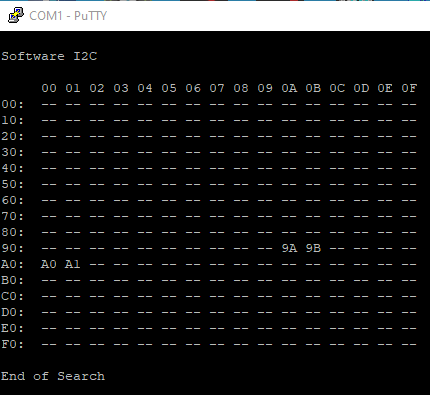 COM1 - PuTTY
Software I2C
00 01 02 03 04 05 06 07 08 09 0A 0B 0C 0D 0E 0F
00: -- -- -- -- -- -- -- -- -- -- -- -- -- -- -- --
10: -- -- -- -- -- -- -- -- -- -- -- -- -- -- -- --
20: -- -- -- -- -- -- -- -- -- -- -- -- -- -- -- --
30: -- -- -- -- -- -- -- -- -- -- -- -- -- -- -- --
40: -- -- -- -- -- -- -- -- -- -- -- -- -- -- -- --
50: -- -- -- -- -- -- -- -- -- -- -- -- -- -- -- --
60: -- -- -- -- -- -- -- -- -- -- -- -- -- -- -- --
70: -- -- -- -- -- -- -- -- -- -- -- -- -- -- -- --
80: -- -- -- -- -- -- -- -- -- -- -- -- -- -- -- --
90: -- -- -- -- -- -- -- -- -- -- 9A 9B -- -- -- --
A0: A0 A1 -- -- -- -- -- -- -- -- -- -- -- -- -- --
B0: -- -- -- -- -- -- -- -- -- -- -- -- -- -- -- --
C0: -- -- -- -- -- -- -- -- -- -- -- -- -- -- -- --
D0: -- -- -- -- -- -- -- -- -- -- -- -- -- -- -- --
E0: -- -- -- -- -- -- -- -- -- -- -- -- -- -- -- --
F0: -- -- -- -- -- -- -- -- -- -- -- -- -- -- -- --
End of Search